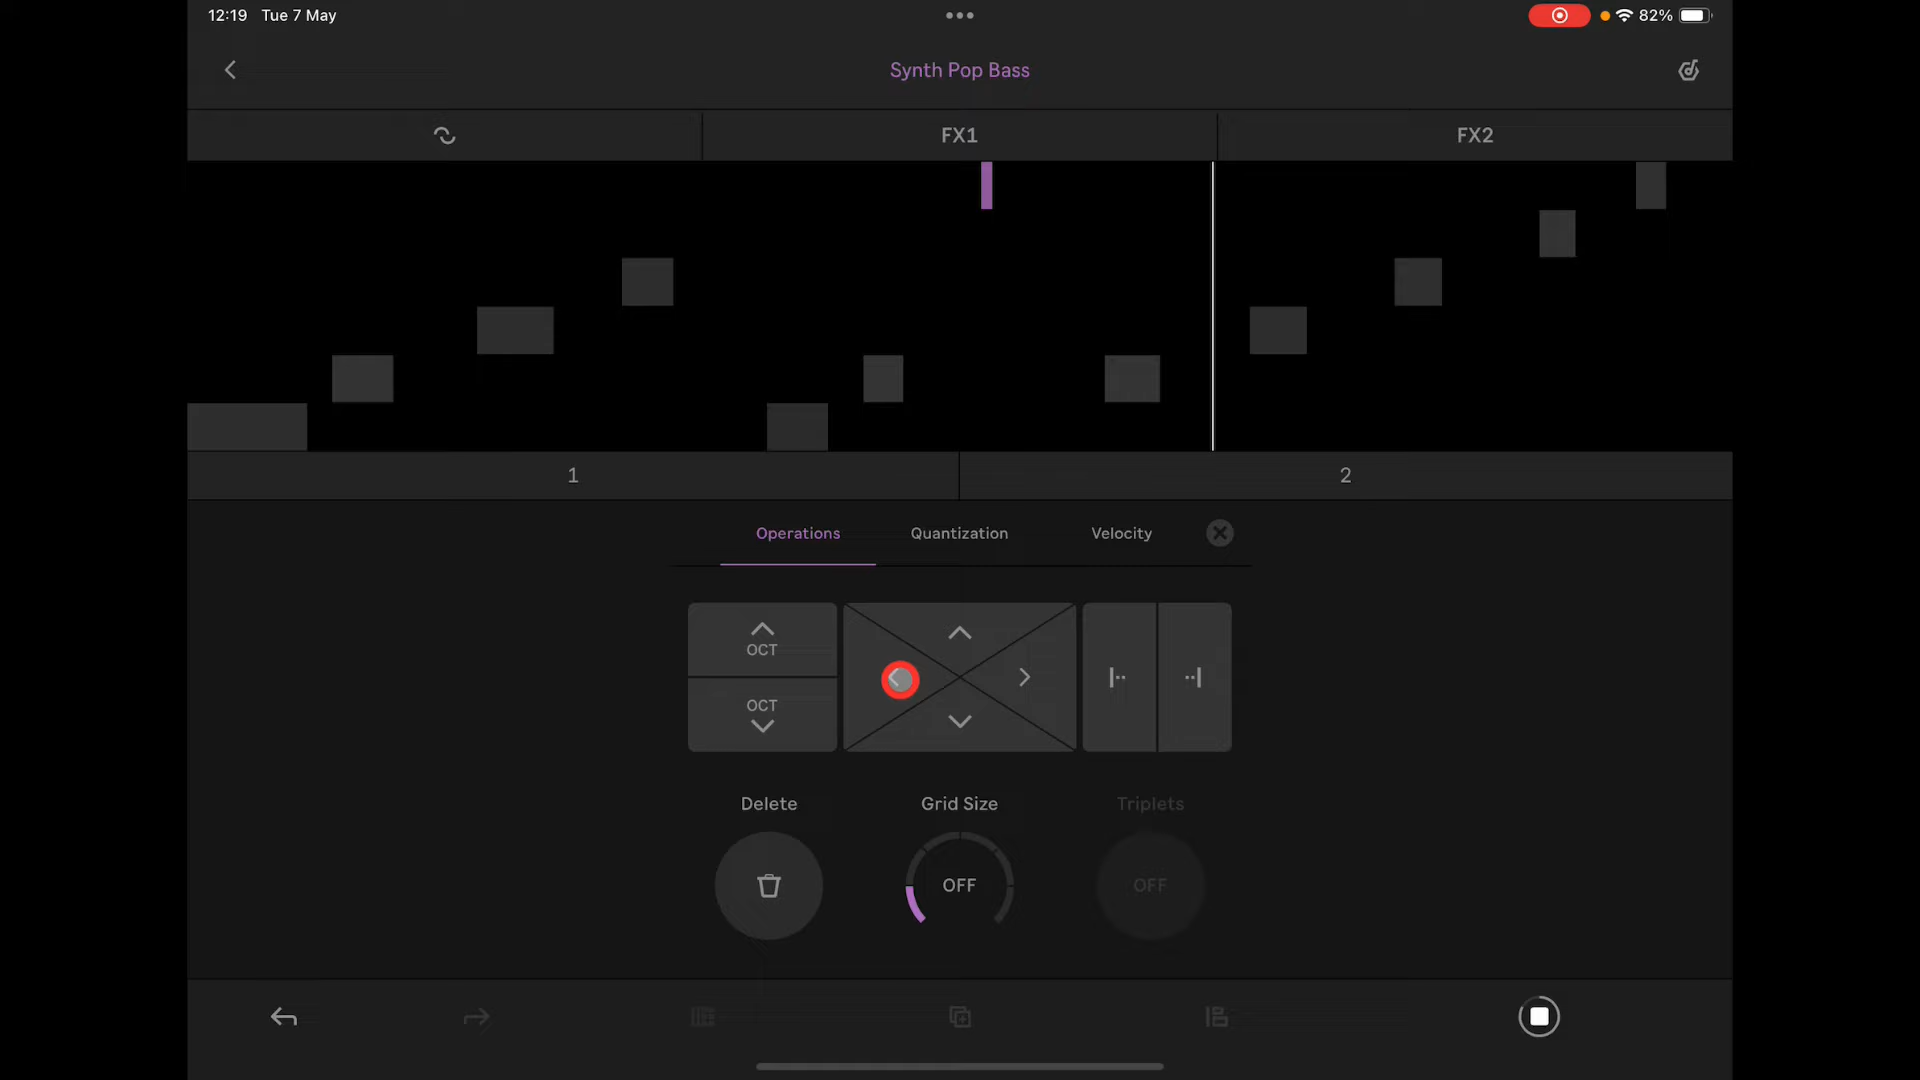 12:19 Tue 7 May
82%
Synth Pop Bass
FX1
FX2
1
2
Operations
Quantization
Velocity
OCT
OCT
Delete
Grid Size
Triplets
OFF
OFF